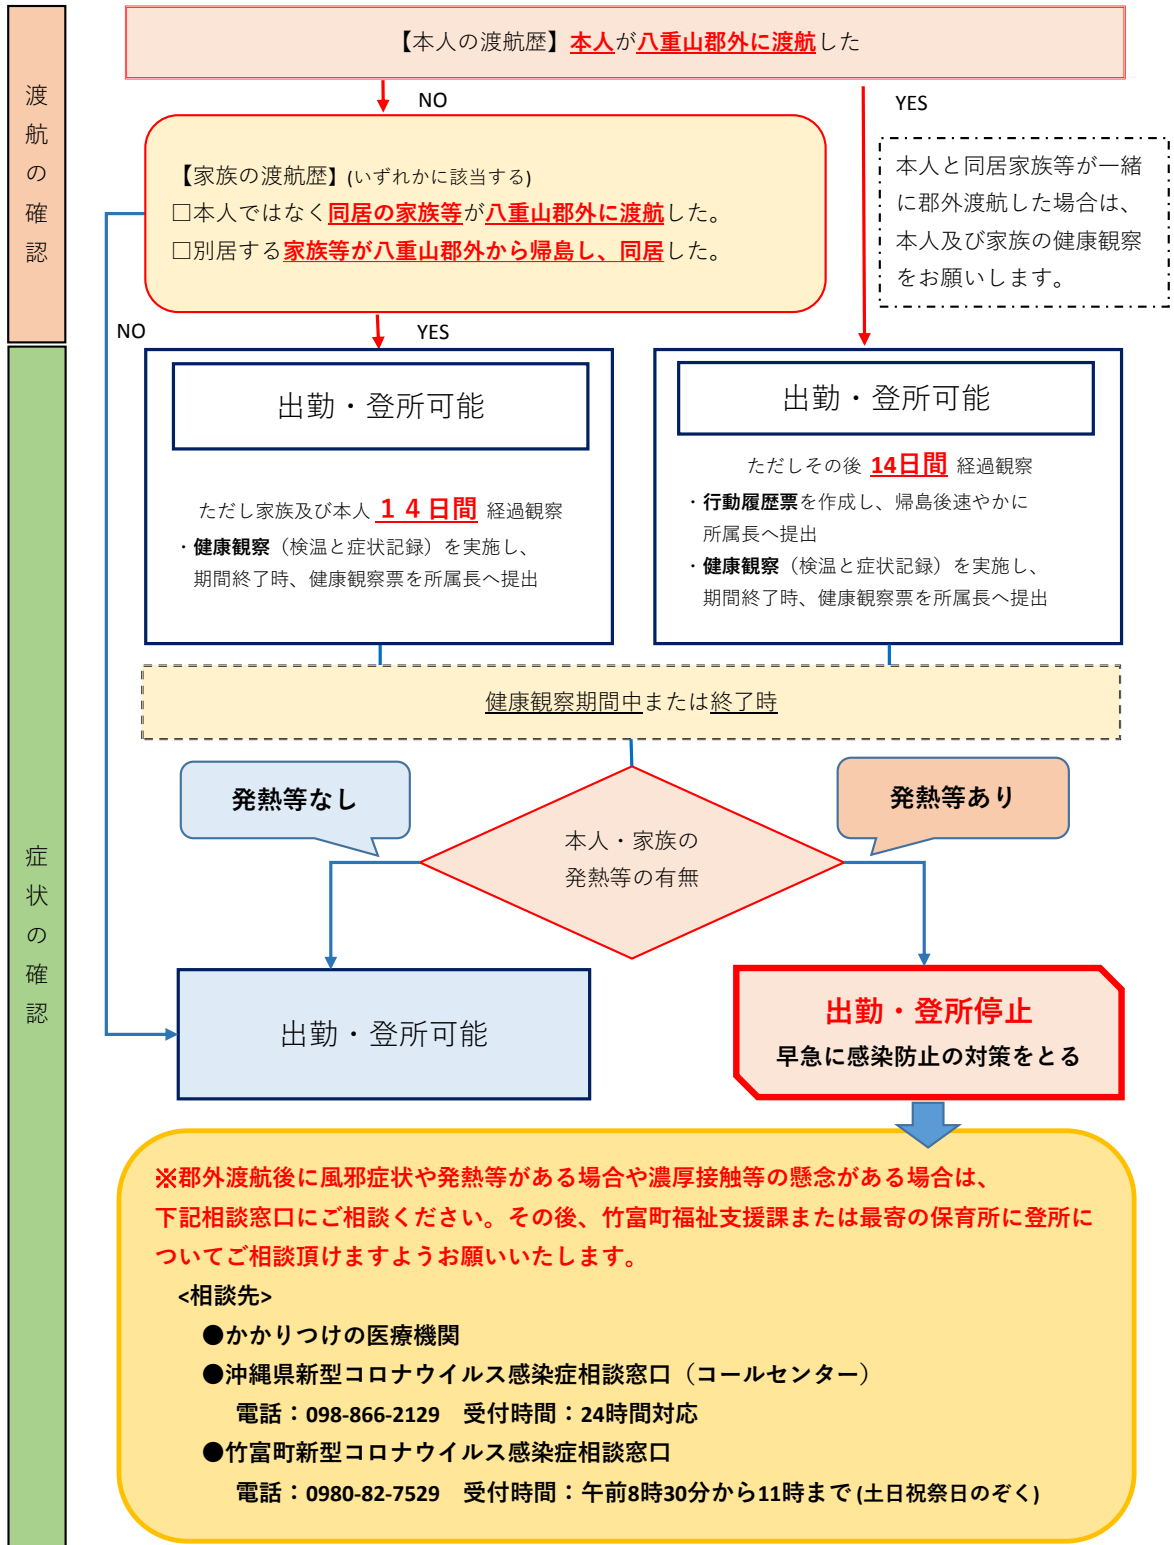 【本人の渡航歴】本人が八重山郡外に渡航した
渡航の確認
NO
YES
【家族の渡航歴】(いずれかに該当する)
□本人ではなく同居の家族等が八重山郡外に渡航した。
□別居する家族等が八重山郡外から帰島し、同居した。
本人と同居家族等が一緒
に郡外渡航した場合は、
本人及び家族の健康観察
をお願いします。
NO
YES
出勤・登所可能
ただし家族及び本人 １４日間 経過観察
・健康観察（検温と症状記録）を実施し、
期間終了時、健康観察票を所属長へ提出
出勤・登所可能
ただしその後 14日間 経過観察
・行動履歴票を作成し、帰島後速やかに
所属長へ提出
・健康観察（検温と症状記録）を実施し、
期間終了時、健康観察票を所属長へ提出
症状の確認
健康観察期間中または終了時
発熱等なし
発熱等あり
本人・家族の
発熱等の有無
出勤・登所可能
出勤・登所停止
早急に感染防止の対策をとる
※郡外渡航後に風邪症状や発熱等がある場合や濃厚接触等の懸念がある場合は、
下記相談窓口にご相談ください。その後、竹富町福祉支援課または最寄の保育所に登所に
ついてご相談頂けますようお願いいたします。
<相談先>
●かかりつけの医療機関
●沖縄県新型コロナウイルス感染症相談窓口（コールセンター）
電話：098-866-2129　受付時間：24時間対応
●竹富町新型コロナウイルス感染症相談窓口
電話：0980-82-7529　受付時間：午前8時30分から11時まで (土日祝祭日のぞく)